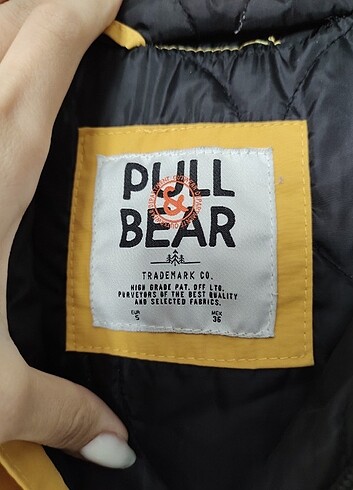 PULL
&
BEAR
TRADEMARK CO.
HIGH GRADE PAT. OFF LTD.
PURVEYORS OF THE BEST QUALITY
AND SELECTED FABRICS.
EUR MEX
S 36